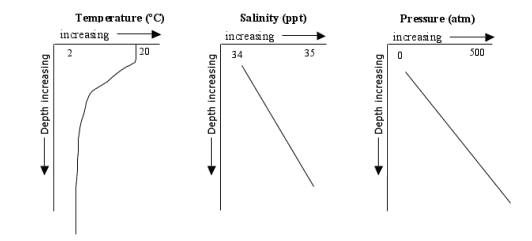 Temperature (°C)
increasing
2 20
Depth increasing
Salinity (ppt)
increasing
34 35
Depth increasing
Pressure (atm)
increasing
0 500
Depth increasing